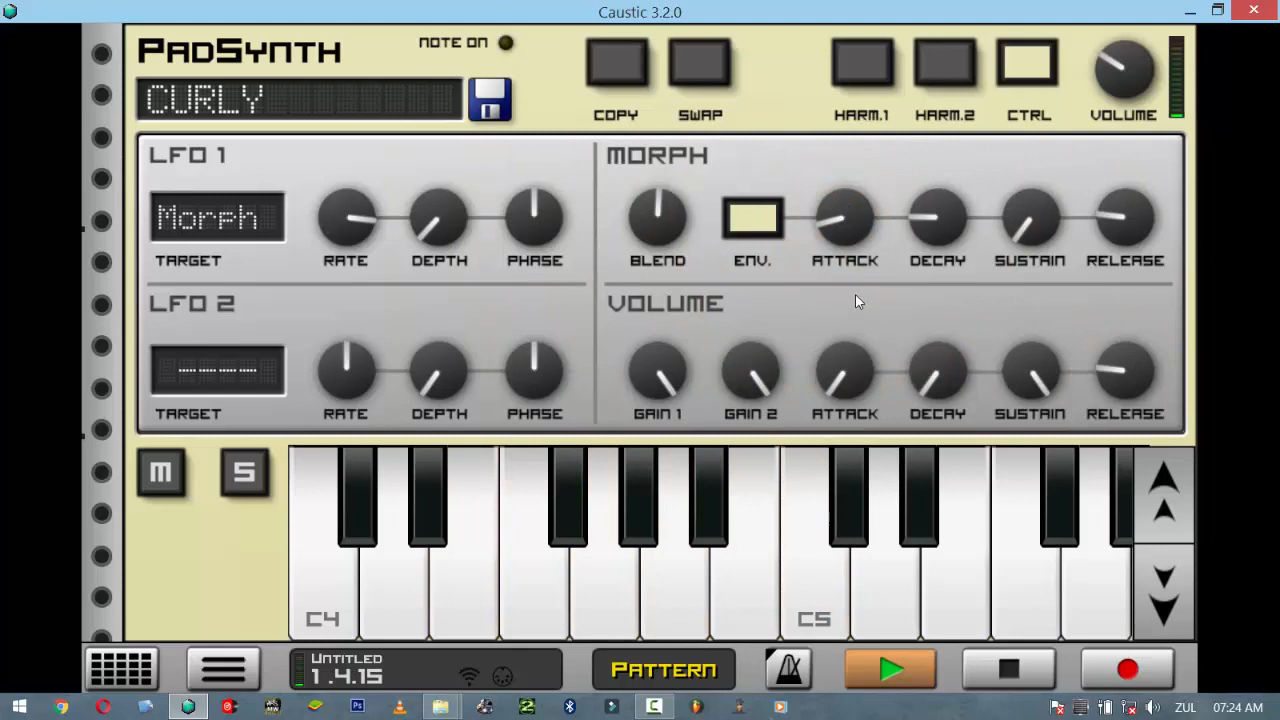 Caustic 3.2.0
PadSynth
NOTE ON
CURLY
COPY
SWAP
HARM.1
HARM.2
CTRL
VOLUME
LFO 1
Morph
TARGET
RATE
DEPTH
PHASE
MORPH
BLEND
ENV.
ATTACK
DECAY
SUSTAIN
RELEASE
LFO 2
-------
TARGET
RATE
DEPTH
PHASE
VOLUME
GAIN 1
GAIN 2
ATTACK
DECAY
SUSTAIN
RELEASE
M
S
C4
C5
Untitled
1.4.15
Pattern
ZUL
07:24 AM